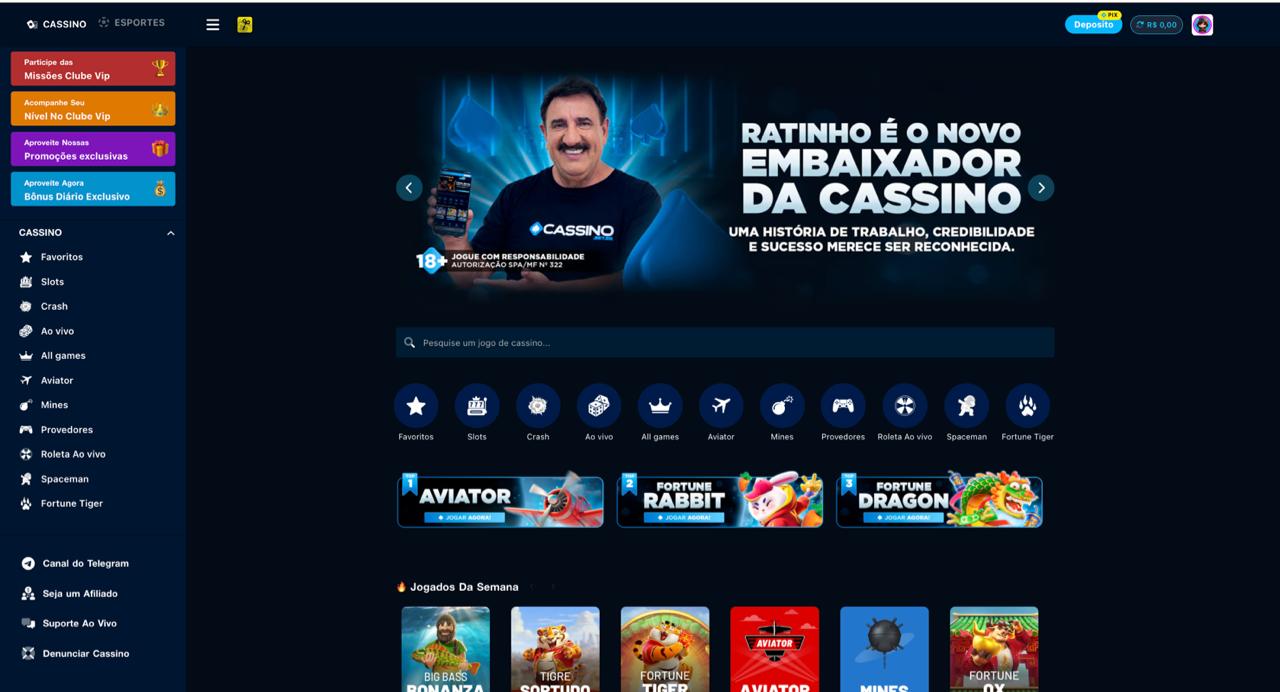 CASSINO
ESPORTES
PIX
Deposito
R$ 0,00
Participe das
Missões Clube Vip
Acompanhe Seu
Nível No Clube Vip
Aproveite Nossas
Promoções exclusivas
Aproveite Agora
Bônus Diário Exclusivo
CASSINO
Favoritos
Slots
Crash
Ao vivo
All games
Aviator
Mines
Provedores
Roleta Ao vivo
Spaceman
Fortune Tiger
Canal do Telegram
Seja um Afiliado
Suporte Ao Vivo
Denunciar Cassino
RATINHO É O NOVO
EMBAIXADOR
DA CASSINO
UMA HISTÓRIA DE TRABALHO, CREDIBILIDADE
E SUCESSO MERECE SER RECONHECIDA.
CASSINO
18+
JOGUE COM RESPONSABILIDADE
AUTORIZAÇÃO SPA/MF Nº 322
Pesquise um jogo de cassino...
Favoritos
Slots
Crash
Ao vivo
All games
Aviator
Mines
Provedores
Roleta Ao vivo
Spaceman
Fortune Tiger
TOP
1
AVIATOR
JOGAR AGORA!
TOP
2
FORTUNE
RABBIT
JOGAR AGORA!
TOP
3
FORTUNE
DRAGON
JOGAR AGORA!
Jogados Da Semana
BIG BASS
BONANZA
TIGRE
SORTUDO
FORTUNE
TIGER
AVIATOR
AVIATOR
MINES
FORTUNE
OX